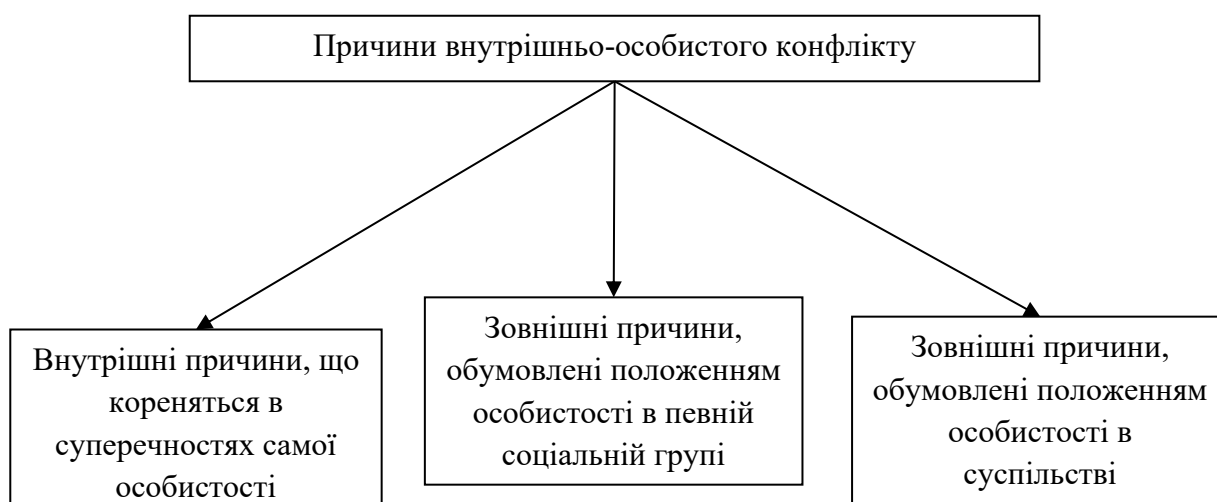 Причини внутрішньо-особистого конфлікту
Внутрішні причини, що
кореняться в
суперечностях самої
особистості
Зовнішні причини,
обумовлені положенням
особистості в певній
соціальній групі
Зовнішні причини,
обумовлені положенням
особистості в
суспільстві